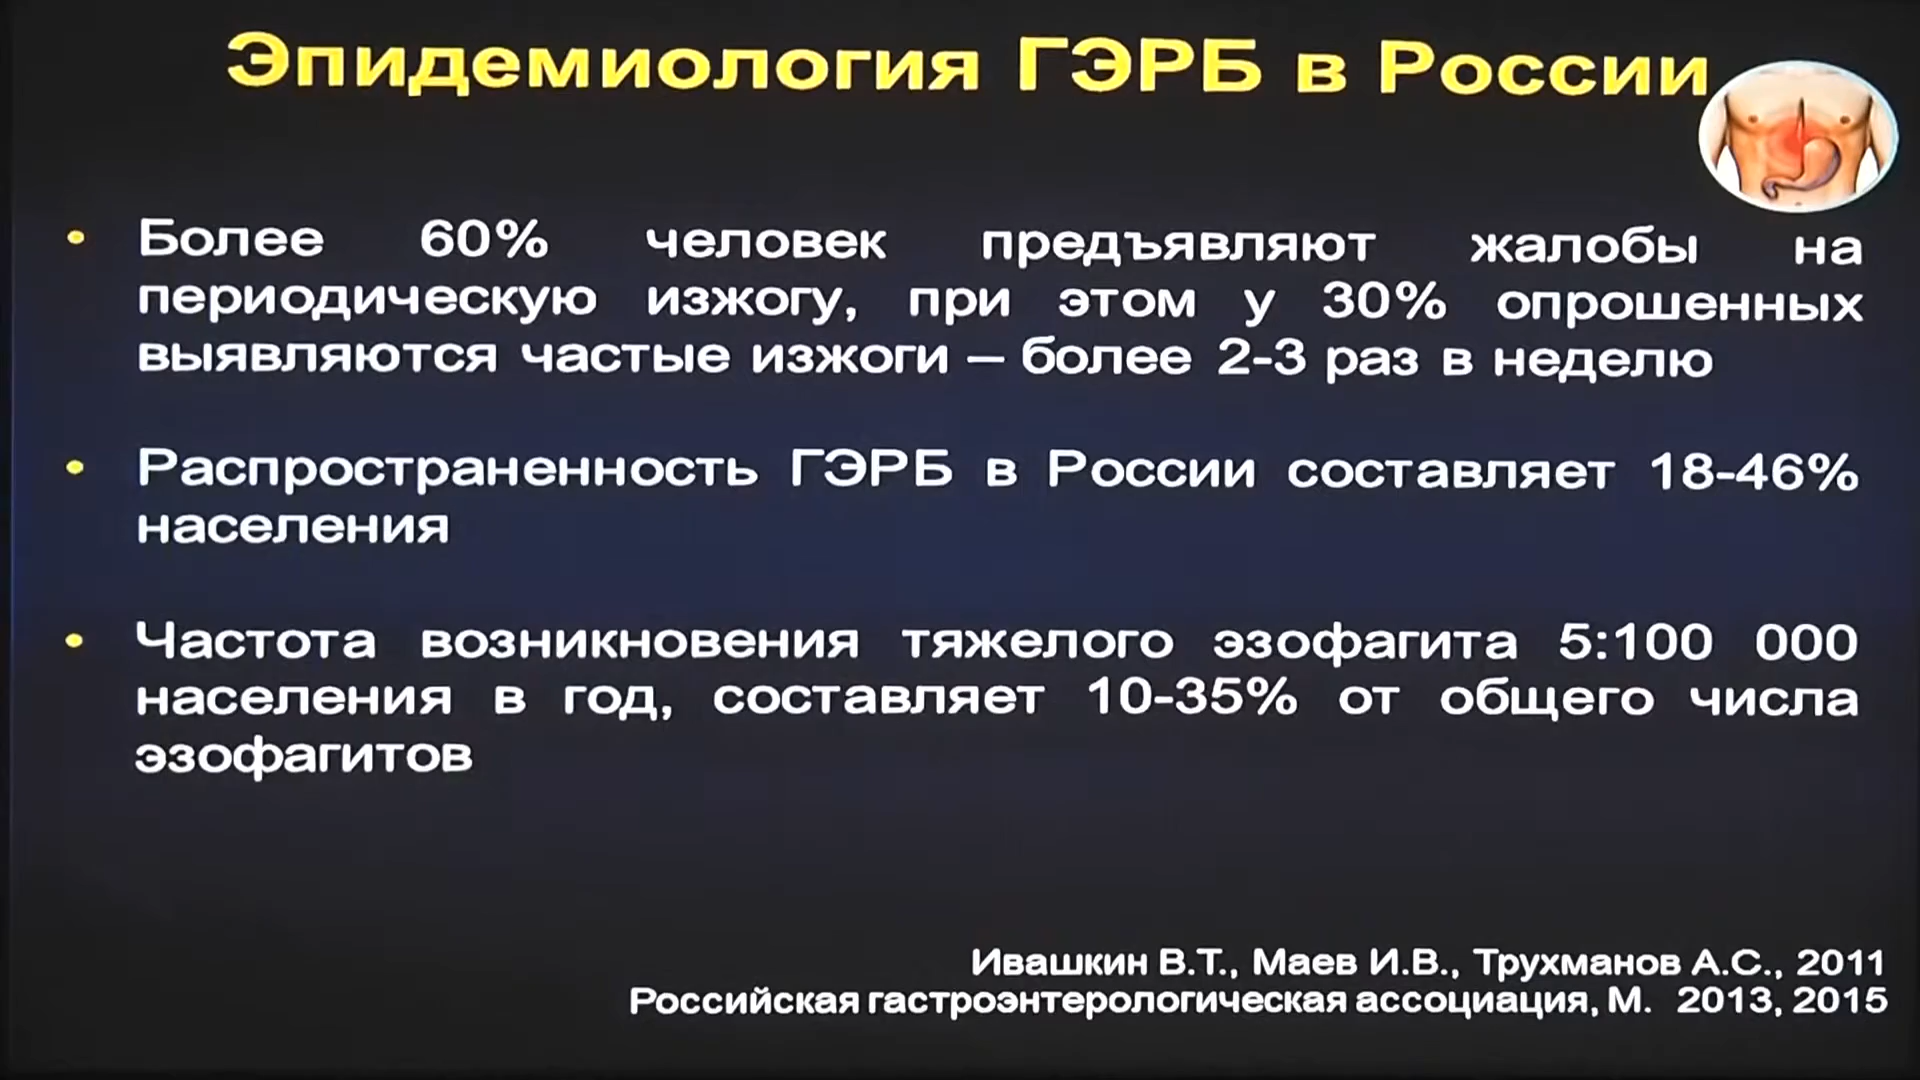 Эпидемиология ГЭРБ в России
• Более 60% человек предъявляют жалобы на
периодическую изжогу, при этом у 30% опрошенных
выявляются частые изжоги – более 2-3 раз в неделю
• Распространенность ГЭРБ в России составляет 18-46%
населения
• Частота возникновения тяжелого эзофагита 5:100 000
населения в год, составляет 10-35% от общего числа
эзофагитов
Ивашкин В.Т., Маев И.В., Трухманов А.С., 2011
Российская гастроэнтерологическая ассоциация, М. 2013, 2015